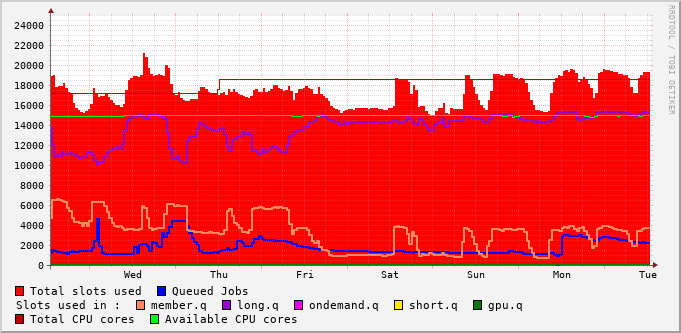 RRDTOOL / TOBI OETIKER
24000
22000
20000
18000
16000
14000
12000
10000
8000
6000
4000
2000
0
Wed Thu Fri Sat Sun Mon Tue
Total slots used Queued Jobs
Slots used in : member.q long.q ondemand.q short.q gpu.q
Total CPU cores Available CPU cores